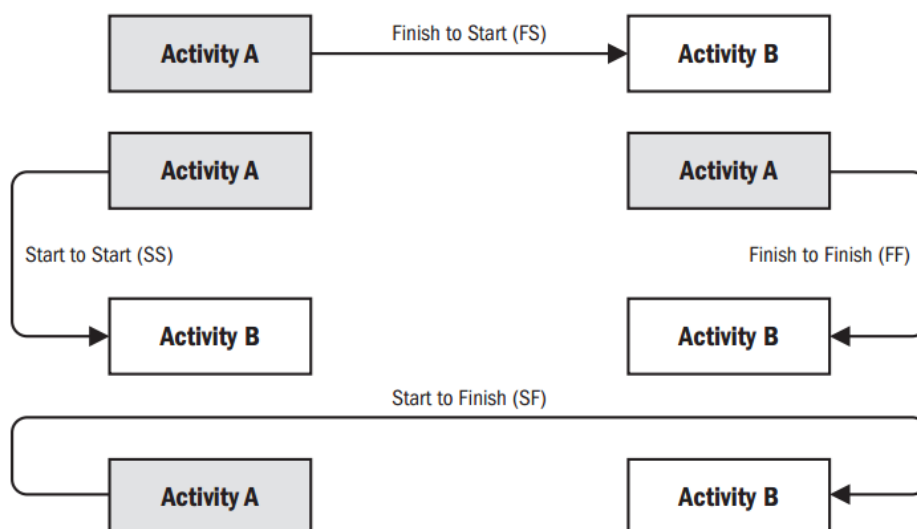 Activity A
Finish to Start (FS)
Activity B
Activity A
Activity A
Start to Start (SS)
Finish to Finish (FF)
Activity B
Activity B
Start to Finish (SF)
Activity A
Activity B